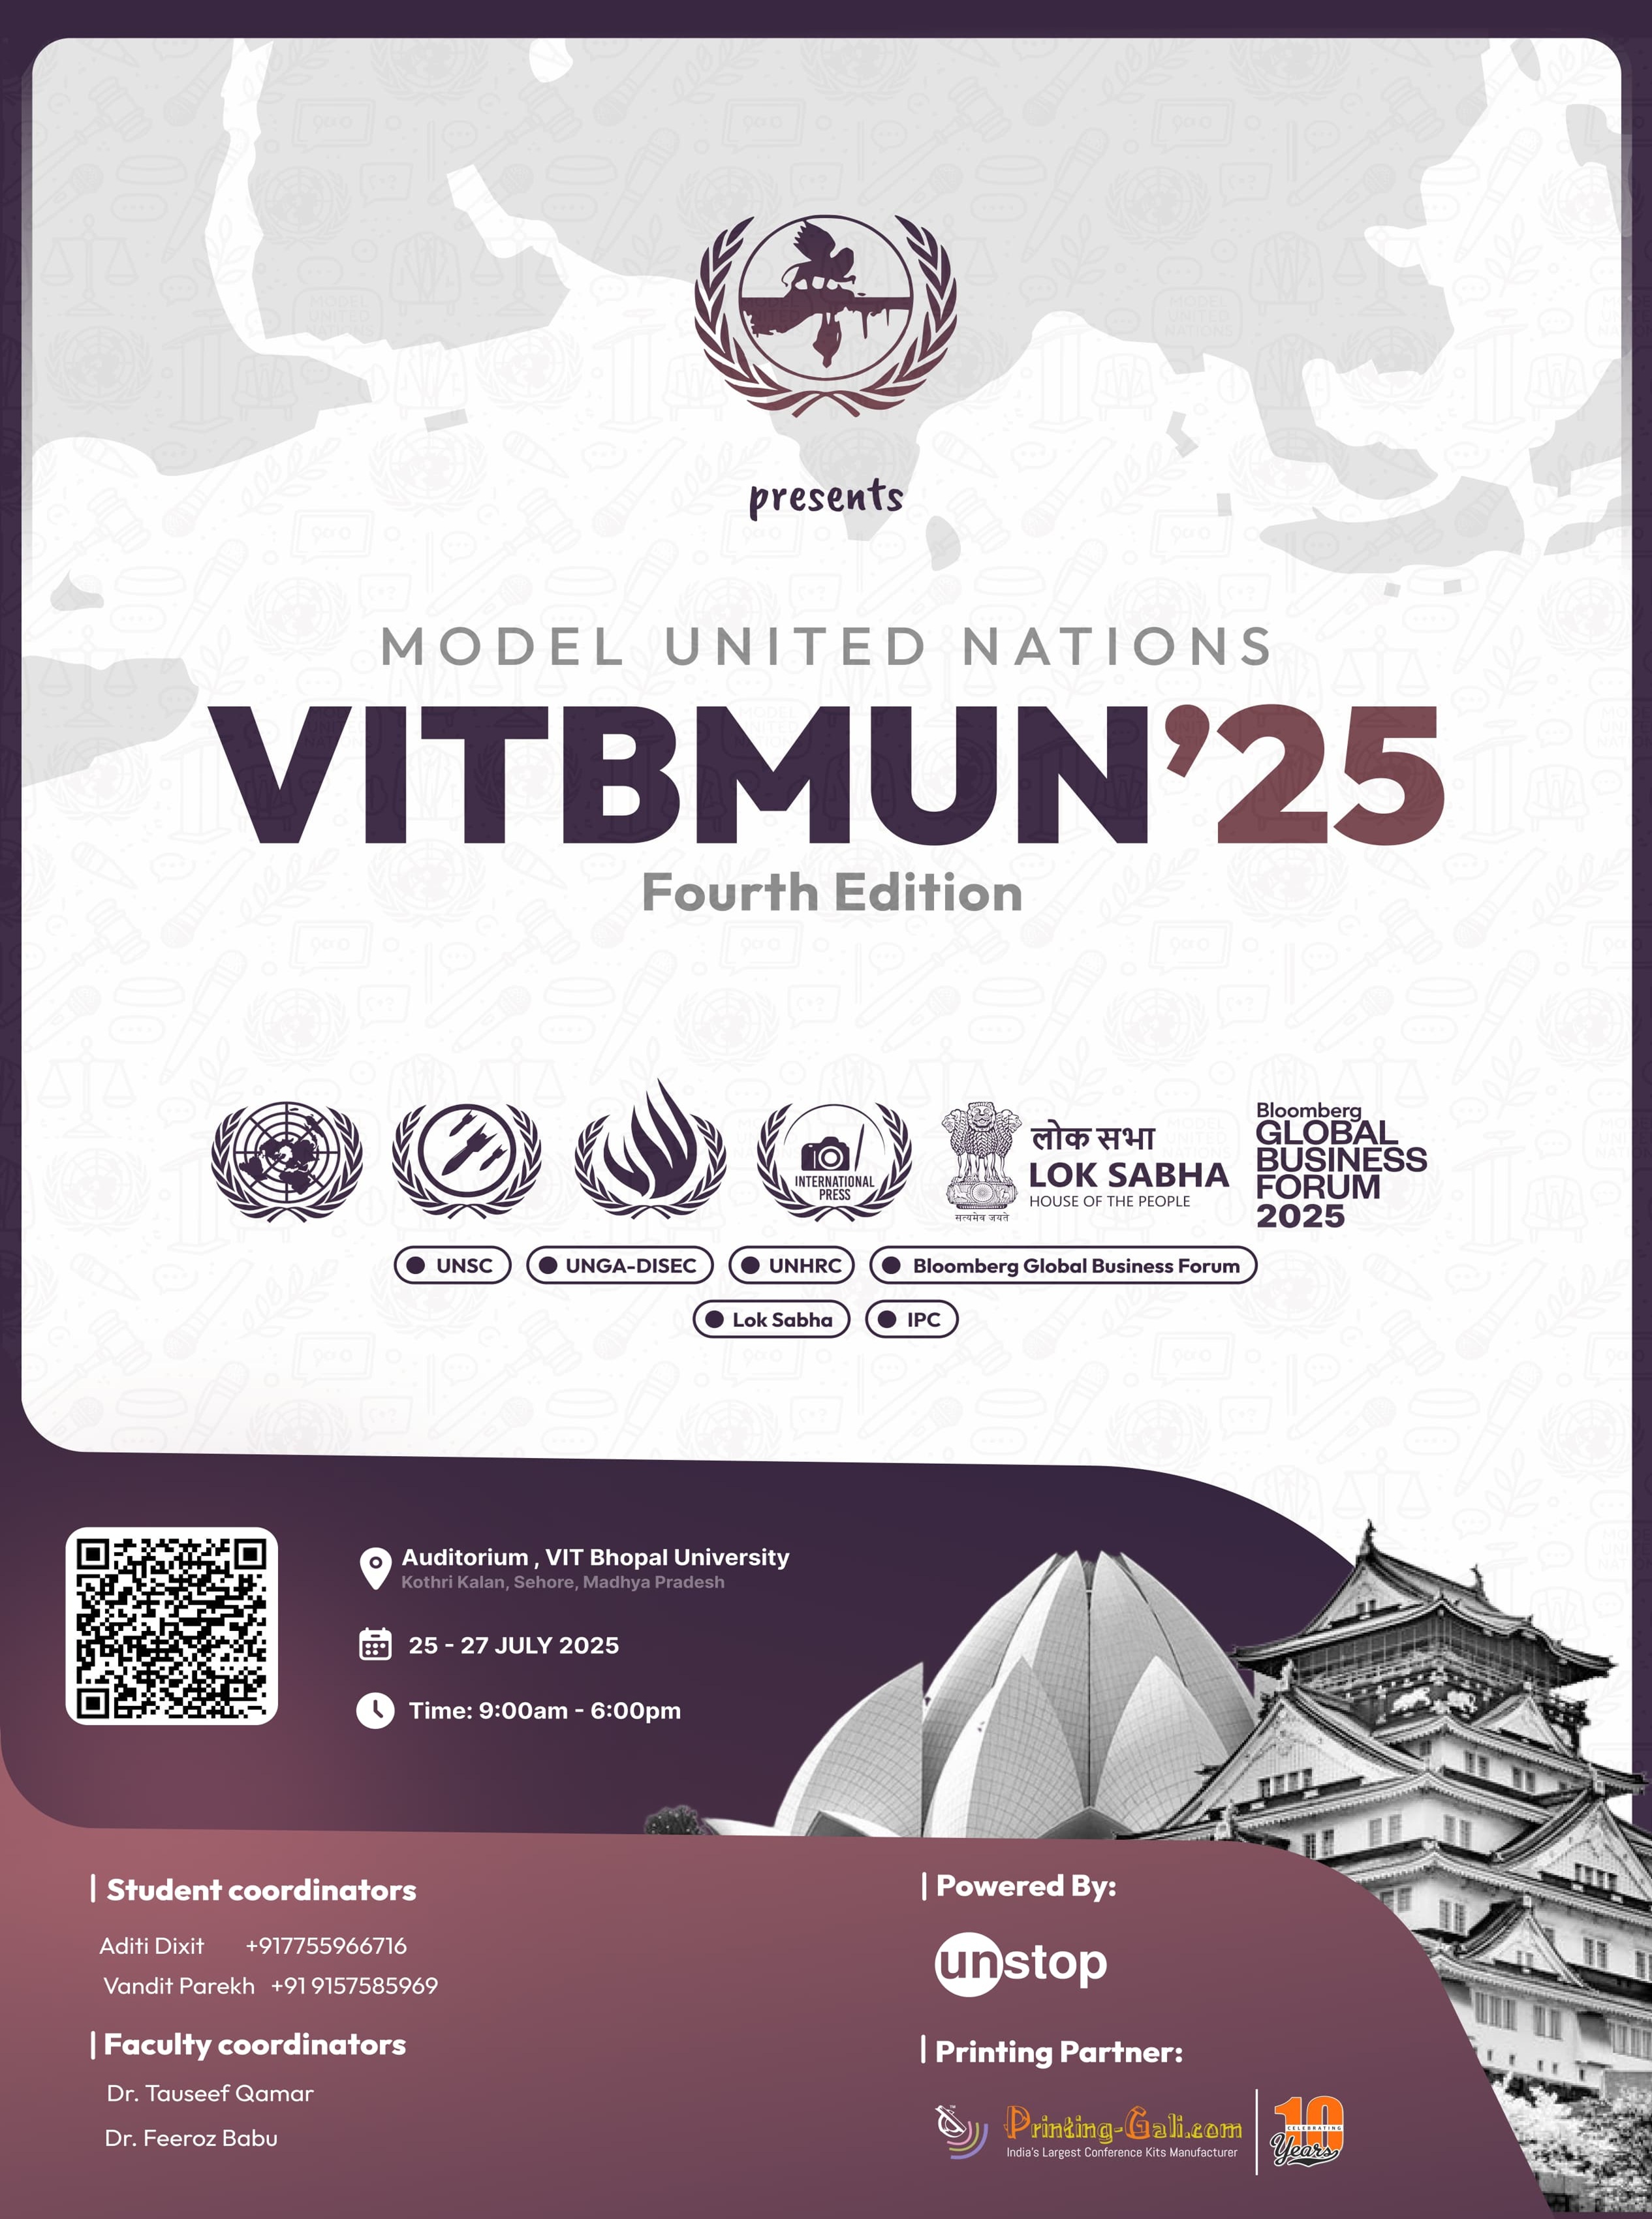 presents
MODEL UNITED NATIONS
VITBMUN’25
Fourth Edition
INTERNATIONAL
PRESS
सत्यमेव जयते
लोक सभा
LOK SABHA
HOUSE OF THE PEOPLE
Bloomberg
GLOBAL
BUSINESS
FORUM
2025
UNSC
UNGA-DISEC
UNHRC
Bloomberg Global Business Forum
Lok Sabha
IPC
Auditorium , VIT Bhopal University
Kothri Kalan, Sehore, Madhya Pradesh
25 - 27 JULY 2025
Time: 9:00am - 6:00pm
Student coordinators
Aditi Dixit +917755966716
Vandit Parekh +91 9157585969
Faculty coordinators
Dr. Tauseef Qamar
Dr. Feeroz Babu
Powered By:
unstop
Printing Partner:
Printing-Gali.com
India's Largest Conference Kits Manufacturer
10
CELEBRATING
Years